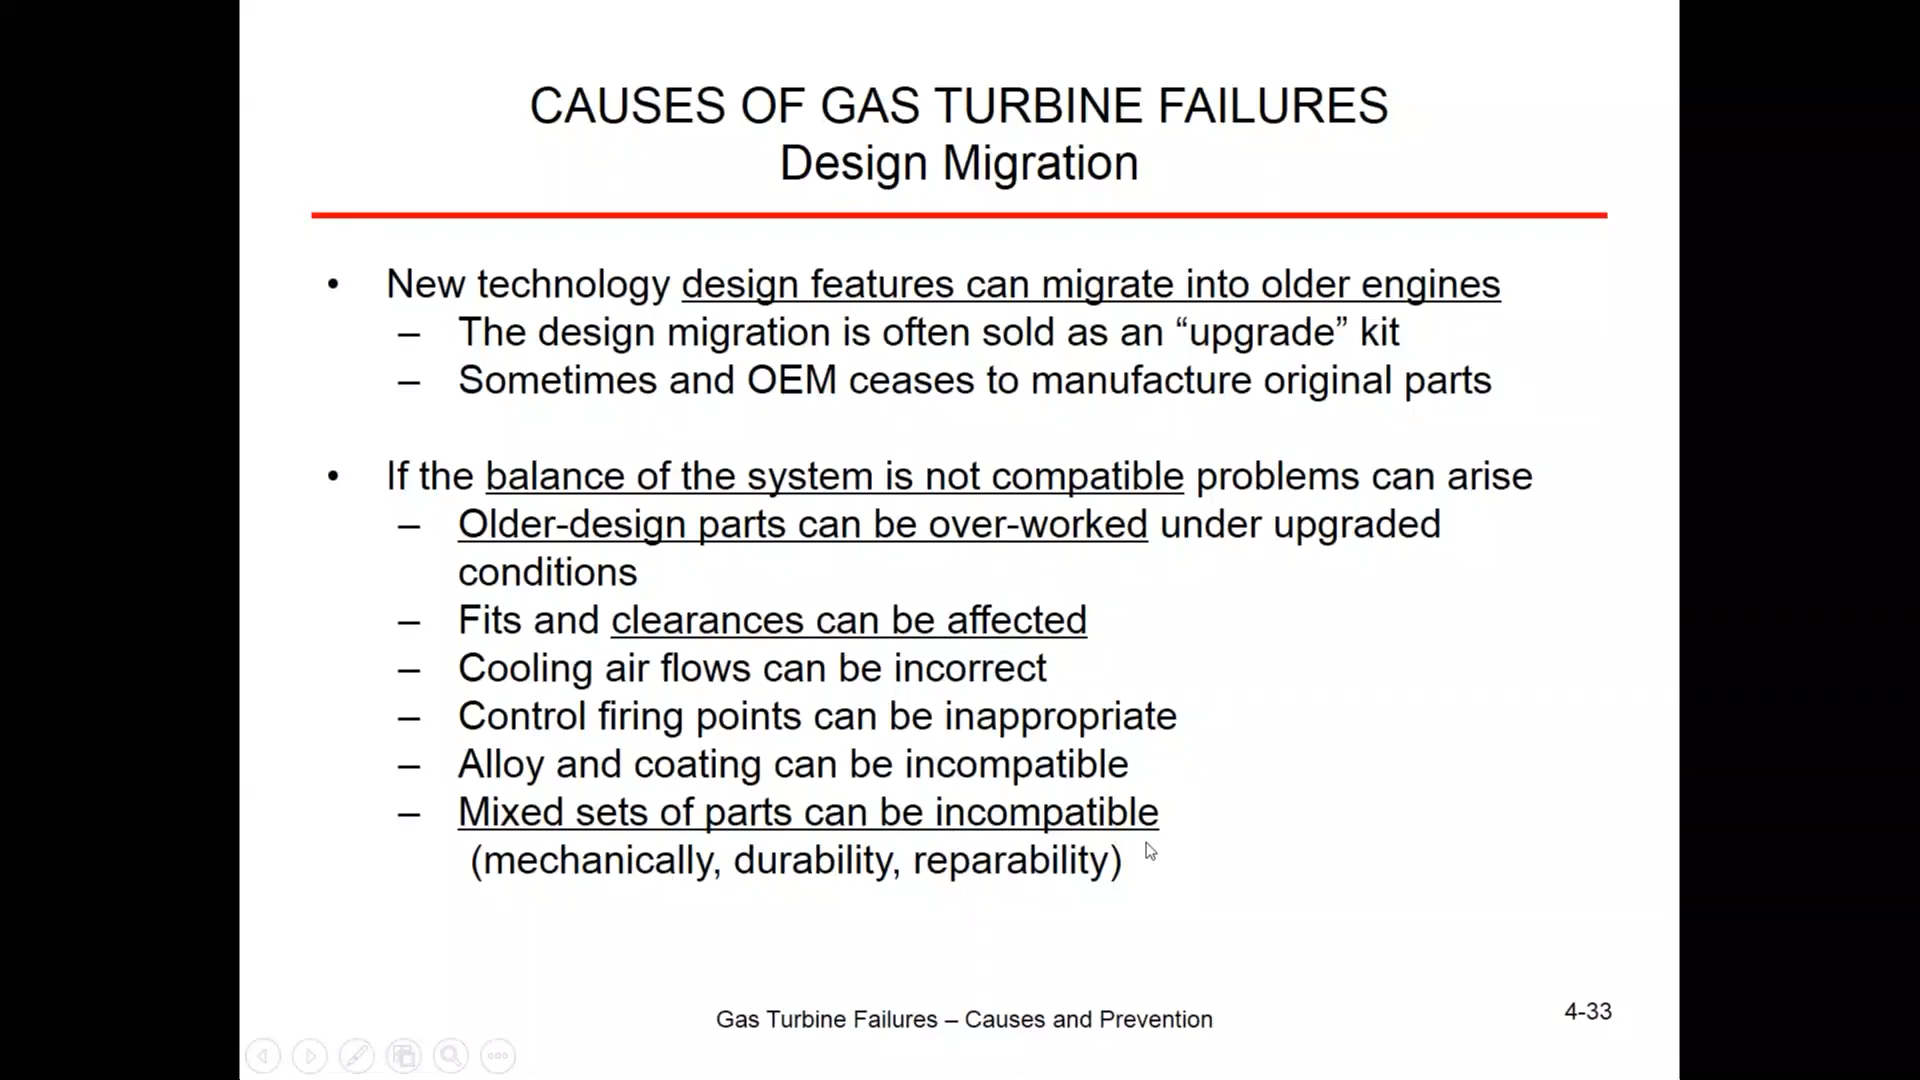 CAUSES OF GAS TURBINE FAILURES
Design Migration
• New technology design features can migrate into older engines
– The design migration is often sold as an “upgrade” kit
– Sometimes and OEM ceases to manufacture original parts
• If the balance of the system is not compatible problems can arise
– Older-design parts can be over-worked under upgraded
conditions
– Fits and clearances can be affected
– Cooling air flows can be incorrect
– Control firing points can be inappropriate
– Alloy and coating can be incompatible
– Mixed sets of parts can be incompatible
(mechanically, durability, reparability)
Gas Turbine Failures – Causes and Prevention
4-33